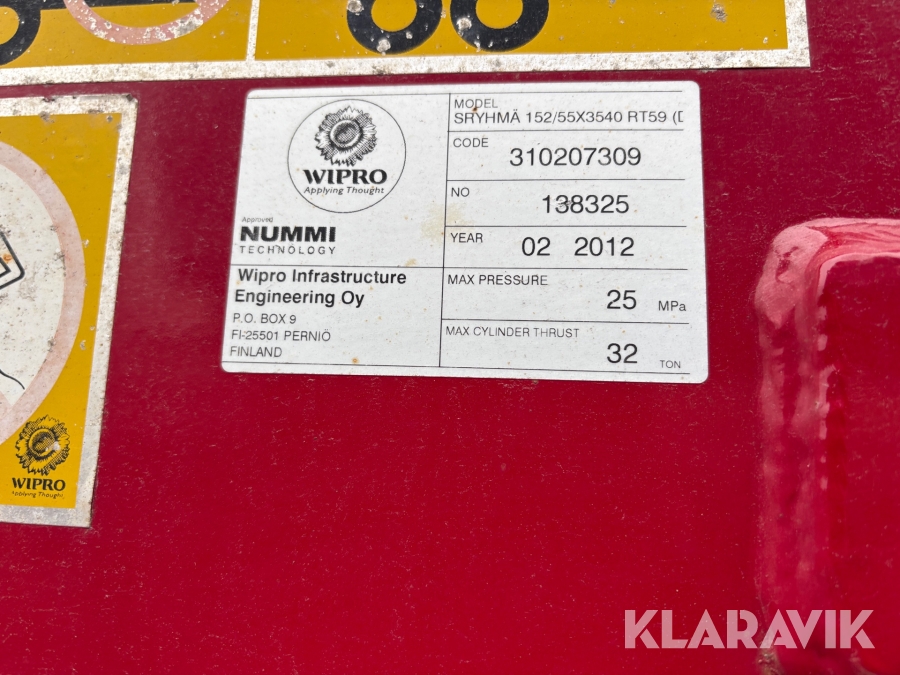 WIPRO
Applying Thought
Approved
NUMMI
TECHNOLOGY
Wipro Infrastructure
Engineering Oy
P.O. BOX 9
FI-25501 PERNIÖ
FINLAND
MODEL
SRYHMÄ 152/55X3540 RT59 (D
CODE
310207309
NO
138325
YEAR 02 2012
MAX PRESSURE
25 MPa
MAX CYLINDER THRUST
32 TON
WIPRO
Applying Thought
KLARAVIK